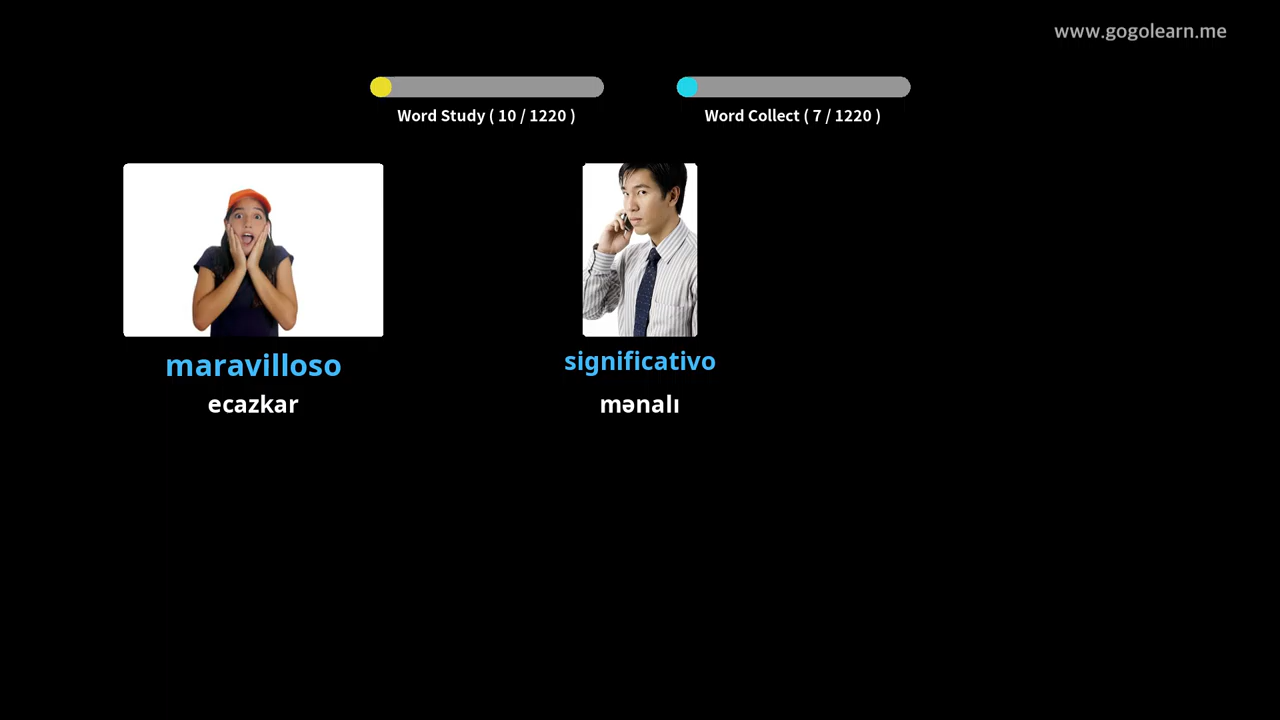 www.gogolearn.me
Word Study ( 10 / 1220 )
Word Collect ( 7 / 1220 )
maravilloso
ecazkar
significativo
mənalı